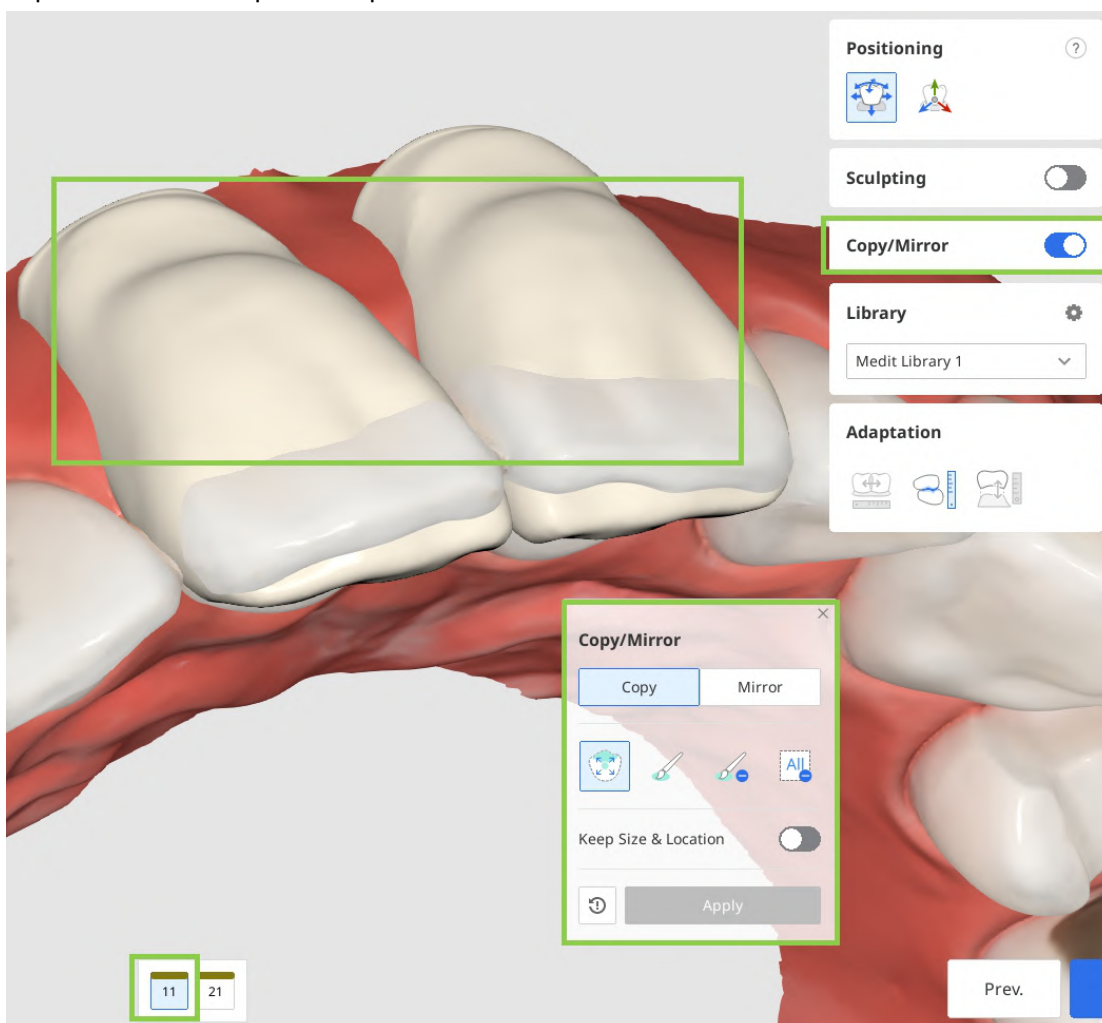 Positioning
?
Sculpting
Copy/Mirror
Library
Medit Library 1
Adaptation
Copy/Mirror
Copy Mirror
All
Keep Size & Location
Apply
11 21
Prev.